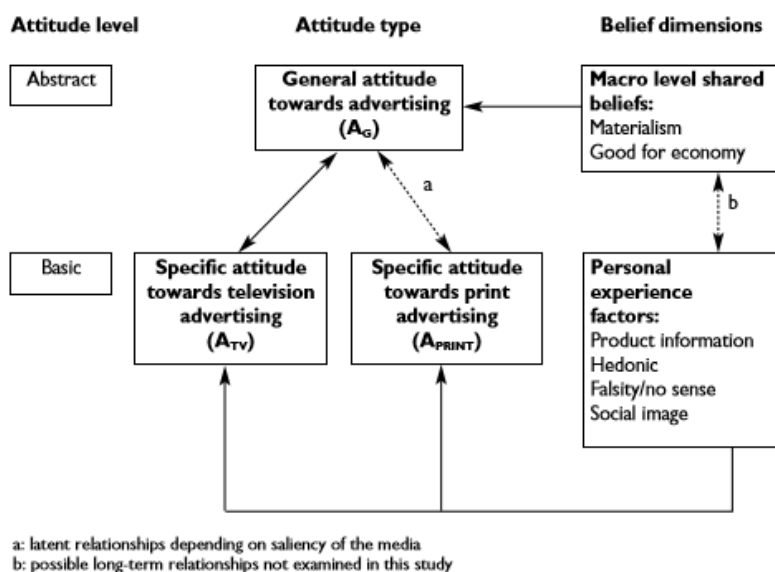 Attitude level
Attitude type
Belief dimensions
Abstract
General attitude
towards advertising
(A_G)
Macro level shared
beliefs:
Materialism
Good for economy
a
b
Basic
Specific attitude
towards television
advertising
(A_TV)
Specific attitude
towards print
advertising
(A_PRINT)
Personal
experience
factors:
Product information
Hedonic
Falsity/no sense
Social image
a: latent relationships depending on saliency of the media
b: possible long-term relationships not examined in this study